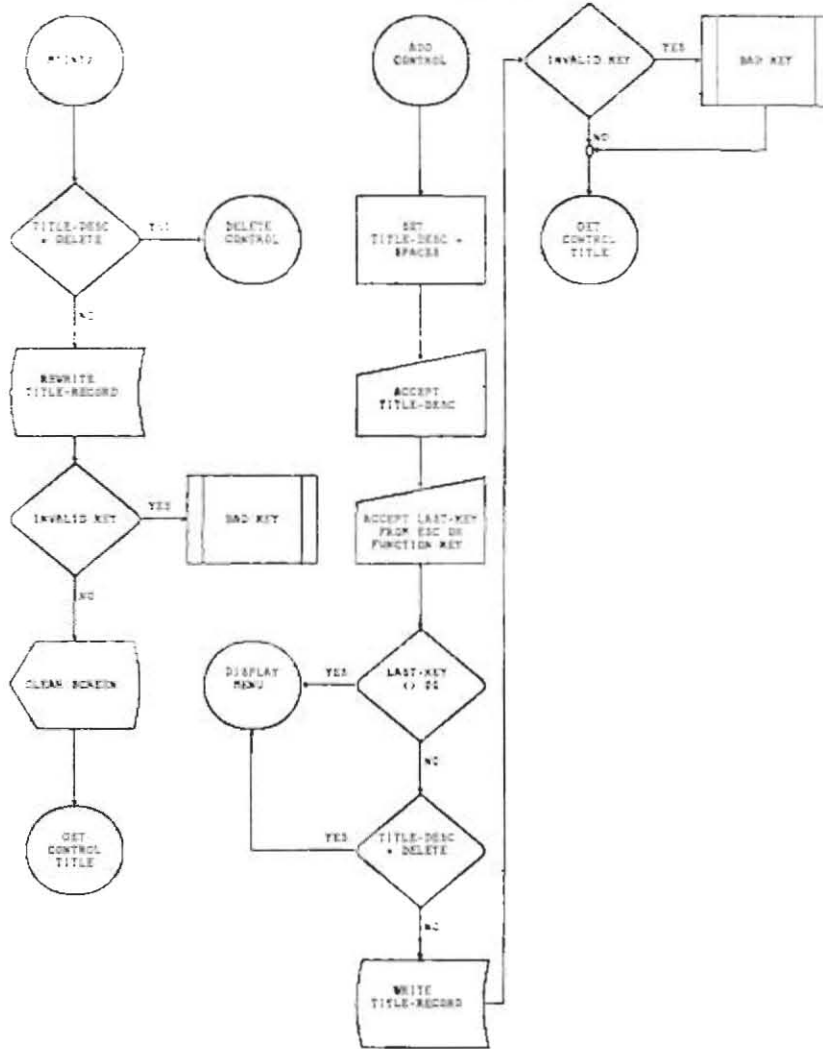 TITLE-DESC
= DELETE
YES
DELETE
CONTROL
NO
REWRITE
TITLE-RECORD
INVALID KEY
YES
BAD KEY
NO
CLEAR SCREEN
GET
CONTROL
TITLE
ADD
CONTROL
SET
TITLE-DESC =
SPACES
ACCEPT
TITLE-DESC
ACCEPT LAST-KEY
FROM ESC OR
FUNCTION KEY
LAST-KEY
YES
DISPLAY
MENU
NO
TITLE-DESC
= DELETE
YES
NO
WRITE
TITLE-RECORD
INVALID KEY
YES
BAD KEY
NO
GET
CONTROL
TITLE